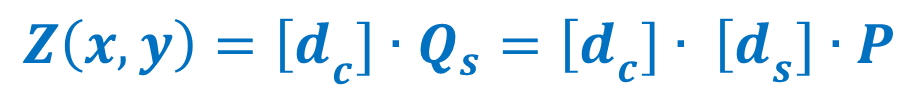 Z(x, y) = [d_c] · Q_s = [d_c] · [d_s] · P